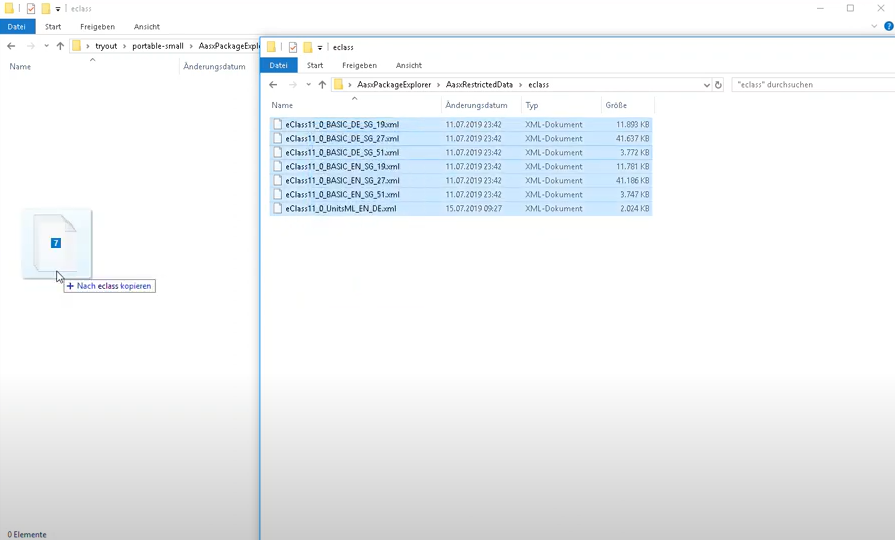 eclass
Datei Start Freigeben Ansicht
tryout portable-small AasxPackageExplo
Name Änderungsdatum
7
Nach eclass kopieren
0 Elemente
eclass
Datei Start Freigeben Ansicht
AasxPackageExplorer AasxRestrictedData eclass "eclass" durchsuchen
Name Änderungsdatum Typ Größe
eClass11_0_BASIC_DE_SG_19.xml 11.07.2019 23:42 XML-Dokument 11.893 KB
eClass11_0_BASIC_DE_SG_27.xml 11.07.2019 23:42 XML-Dokument 41.637 KB
eClass11_0_BASIC_DE_SG_51.xml 11.07.2019 23:42 XML-Dokument 3.772 KB
eClass11_0_BASIC_EN_SG_19.xml 11.07.2019 23:42 XML-Dokument 11.781 KB
eClass11_0_BASIC_EN_SG_27.xml 11.07.2019 23:42 XML-Dokument 41.186 KB
eClass11_0_BASIC_EN_SG_51.xml 11.07.2019 23:42 XML-Dokument 3.747 KB
eClass11_0_UnitsML_EN_DE.xml 15.07.2019 09:27 XML-Dokument 2.024 KB